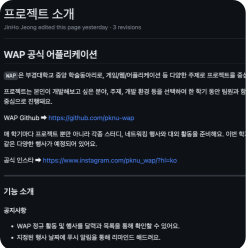 프로젝트 소개
JinHo Jeong edited this page yesterday · 3 revisions
WAP 공식 어플리케이션
WAP 은 부경대학교 중앙 학술동아리로, 게임/웹/어플리케이션 등 다양한 주제로 프로젝트를 중심
프로젝트는 본인이 개발해보고 싶은 분야, 주제, 개발 환경 등을 선택하여 한 학기 동안 팀원과 함
중심으로 진행돼요.
WAP GitHub ➡ https://github.com/pknu-wap
매 학기마다 프로젝트 뿐만 아니라 각종 스터디, 네트워킹 행사와 대외 활동을 준비해요. 이번 학기
같은 다양한 행사가 예정되어 있어요.
공식 인스타 ➡ https://www.instagram.com/pknu_wap/?hl=ko
기능 소개
공지사항
• WAP 정규 활동 및 행사를 달력과 목록을 통해 확인할 수 있어요.
• 지정된 행사 날짜에 푸시 알림을 통해 리마인드 해드려요.